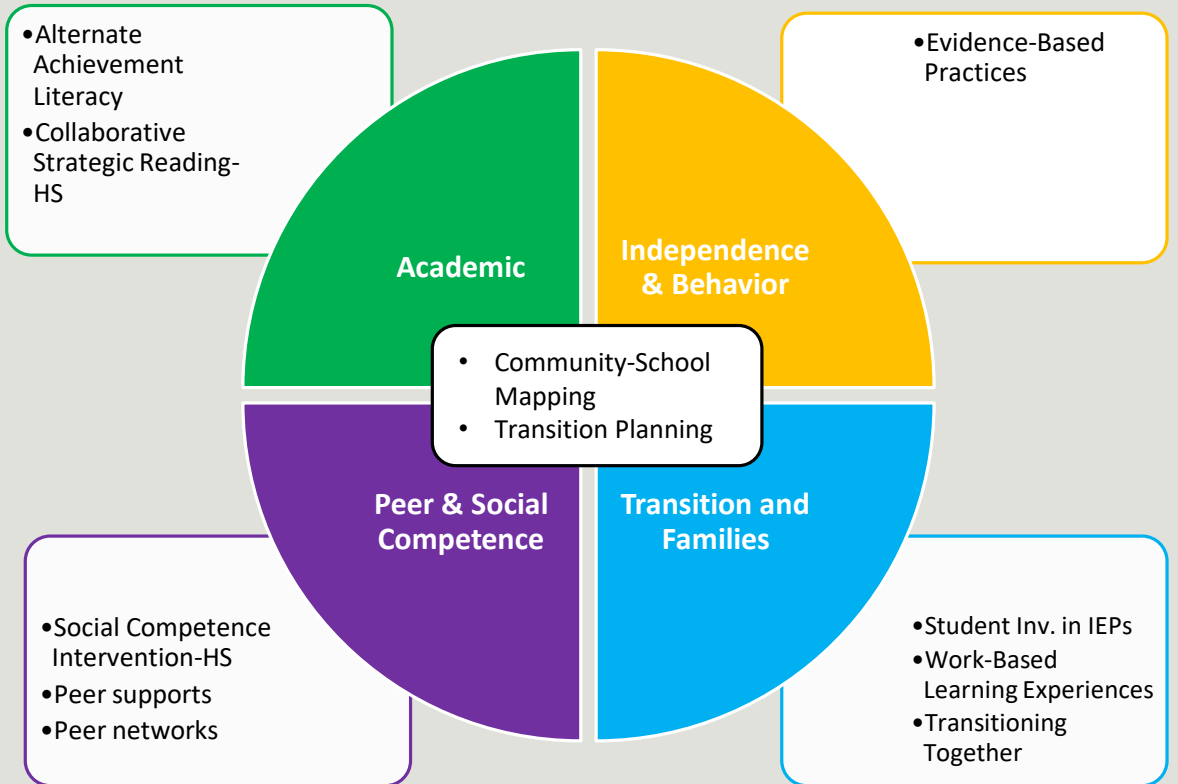 •Alternate
Achievement
Literacy
•Collaborative
Strategic Reading-
HS
•Evidence-Based
Practices
Academic
Independence
& Behavior
• Community-School
Mapping
• Transition Planning
Peer & Social
Competence
Transition and
Families
•Social Competence
Intervention-HS
•Peer supports
•Peer networks
•Student Inv. in IEPs
•Work-Based
Learning Experiences
•Transitioning
Together